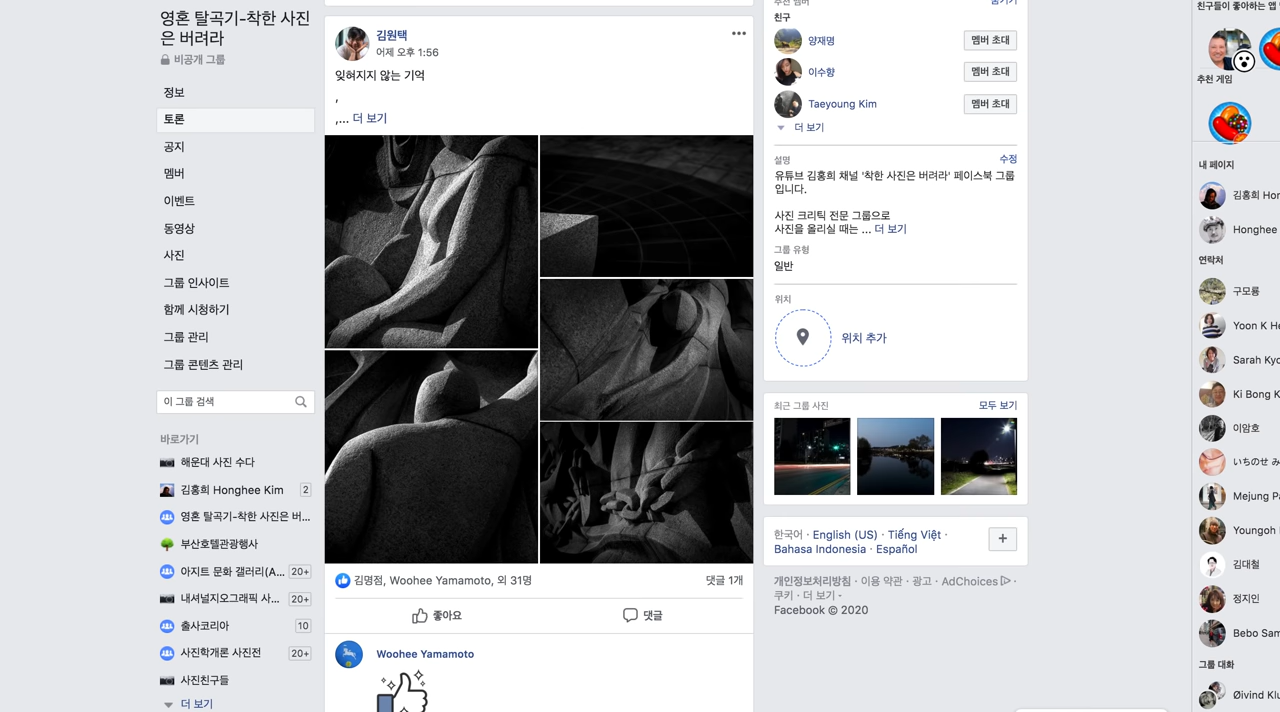 영혼 탈곡기-착한 사진
은 버려라
비공개 그룹
정보
토론
공지
멤버
이벤트
동영상
사진
그룹 인사이트
함께 시청하기
그룹 관리
그룹 콘텐츠 관리
이 그룹 검색
바로가기
해운대 사진 수다
김홍희 Honghee Kim 2
영혼 탈곡기-착한 사진은 버...
부산호텔관광행사
아지트 문화 갤러리(A... 20+
내셔널지오그래픽 사... 20+
출사코리아 10
사진학개론 사진전 20+
사진친구들
더 보기
김원택
어제 오후 1:56
잊혀지지 않는 기억
,
,... 더 보기
김명점, Woohee Yamamoto, 외 31명
댓글 1개
좋아요
댓글
Woohee Yamamoto
친구
양재명 멤버 초대
이수향 멤버 초대
Taeyoung Kim 멤버 초대
더 보기
설명 수정
유튜브 김홍희 채널 '착한 사진은 버려라' 페이스북 그룹
입니다.
사진 크리틱 전문 그룹으로
사진을 올리실 때는 ... 더 보기
그룹 유형
일반
위치
위치 추가
최근 그룹 사진 모두 보기
한국어 · English (US) · Tiếng Việt ·
Bahasa Indonesia · Español
+
개인정보처리방침 · 이용 약관 · 광고 · AdChoices ·
쿠키 · 더 보기
Facebook © 2020
친구들이 좋아하는 앱
추천 게임
내 페이지
김홍희 Hon
Honghee
연락처
구모룡
Yoon K He
Sarah Kyo
Ki Bong K
이암호
いちのせ み
Mejung Pa
Youngoh
김대철
정지인
Bebo Sam
그룹 대화
Øivind Klu